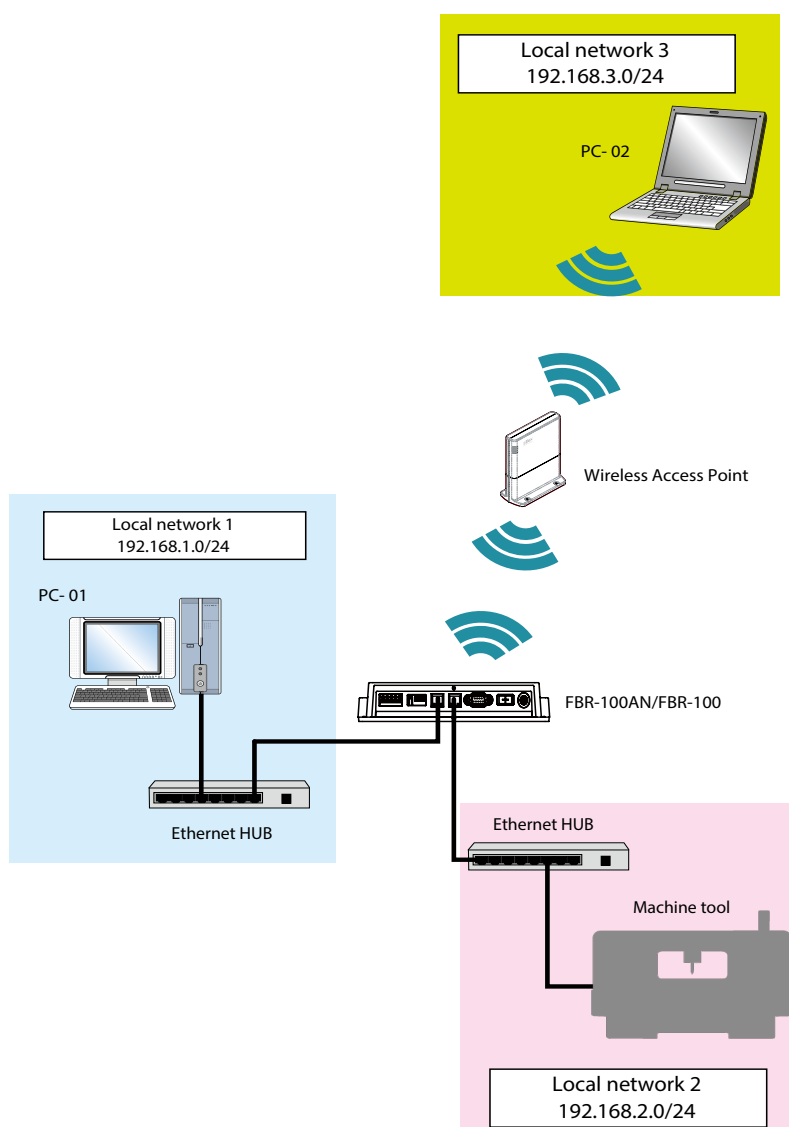 Local network 3
192.168.3.0/24
PC- 02
Wireless Access Point
Local network 1
192.168.1.0/24
PC- 01
FBR-100AN/FBR-100
Ethernet HUB
Ethernet HUB
Machine tool
Local network 2
192.168.2.0/24